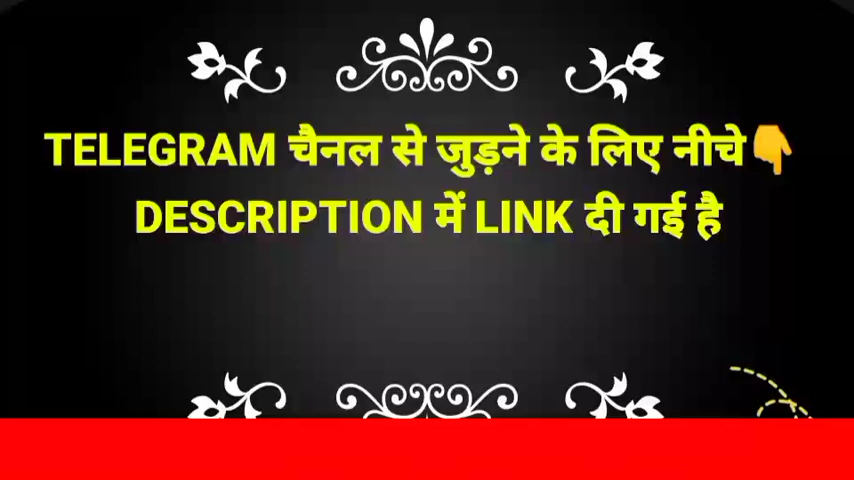 TELEGRAM चैनल से जुड़ने के लिए नीचे👇
DESCRIPTION में LINK दी गई है